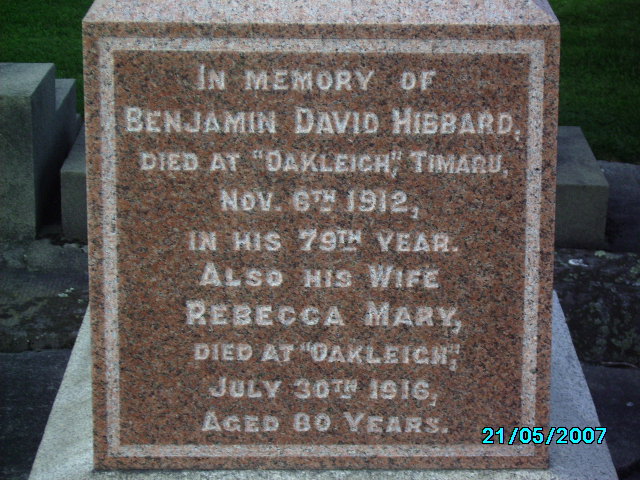 IN MEMORY OF
BENJAMIN DAVID HIBBARD,
DIED AT "OAKLEIGH", TIMARU,
NOV. 6TH 1912,
IN HIS 79TH YEAR.
ALSO HIS WIFE
REBECCA MARY,
DIED AT "OAKLEIGH",
JULY 30TH 1916,
AGED 80 YEARS.
21/05/2007